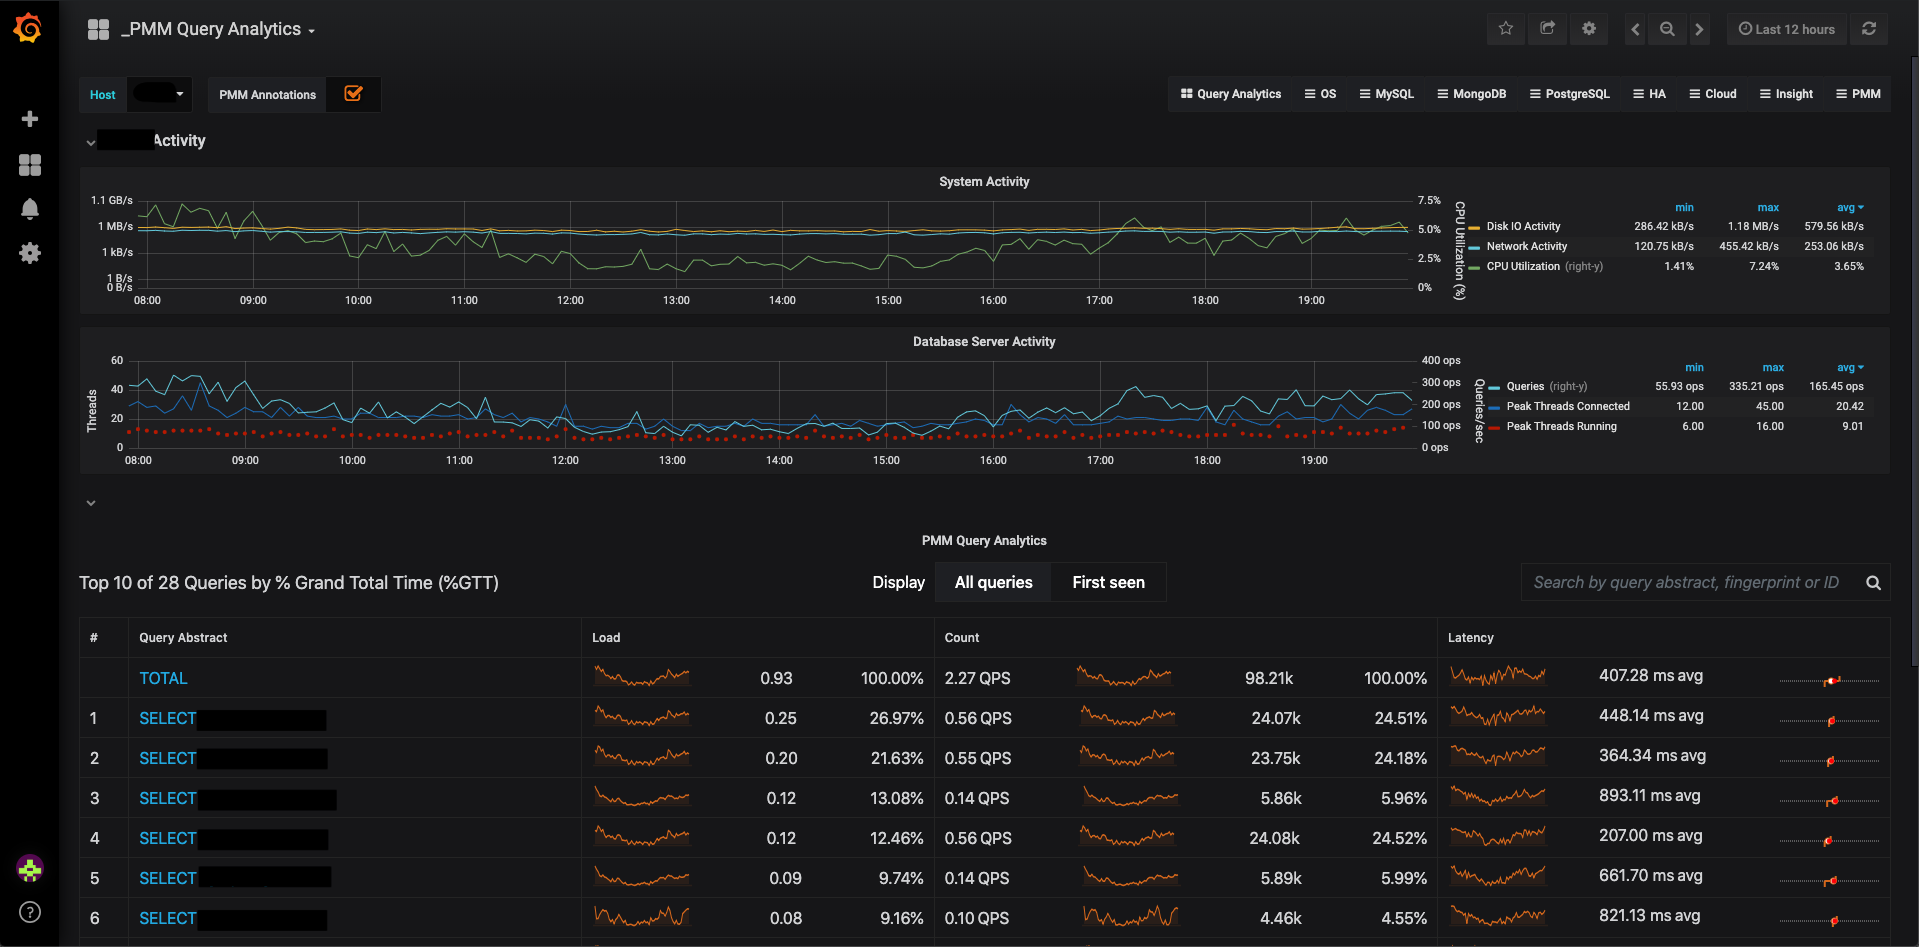 _PMM Query Analytics
Last 12 hours
Host
PMM Annotations
Query Analytics
OS
MySQL
MongoDB
PostgreSQL
HA
Cloud
Insight
PMM
Activity
System Activity
1.1 GB/s
1 MB/s
1 kB/s
1 B/s
0 B/s
7.5%
5.0%
2.5%
0%
CPU Utilization (%)
08:00 09:00 10:00 11:00 12:00 13:00 14:00 15:00 16:00 17:00 18:00 19:00
min max avg
Disk IO Activity 286.42 kB/s 1.18 MB/s 579.56 kB/s
Network Activity 120.75 kB/s 455.42 kB/s 253.06 kB/s
CPU Utilization (right-y) 1.41% 7.24% 3.65%
Database Server Activity
Threads
60
40
20
0
400 ops
300 ops
200 ops
100 ops
0 ops
Queries/sec
08:00 09:00 10:00 11:00 12:00 13:00 14:00 15:00 16:00 17:00 18:00 19:00
min max avg
Queries (right-y) 55.93 ops 335.21 ops 165.45 ops
Peak Threads Connected 12.00 45.00 20.42
Peak Threads Running 6.00 16.00 9.01
PMM Query Analytics
Top 10 of 28 Queries by % Grand Total Time (%GTT)
Display All queries First seen
Search by query abstract, fingerprint or ID
# Query Abstract Load Count Latency
TOTAL 0.93 100.00% 2.27 QPS 98.21k 100.00% 407.28 ms avg
1 SELECT 0.25 26.97% 0.56 QPS 24.07k 24.51% 448.14 ms avg
2 SELECT 0.20 21.63% 0.55 QPS 23.75k 24.18% 364.34 ms avg
3 SELECT 0.12 13.08% 0.14 QPS 5.86k 5.96% 893.11 ms avg
4 SELECT 0.12 12.46% 0.56 QPS 24.08k 24.52% 207.00 ms avg
5 SELECT 0.09 9.74% 0.14 QPS 5.89k 5.99% 661.70 ms avg
6 SELECT 0.08 9.16% 0.10 QPS 4.46k 4.55% 821.13 ms avg